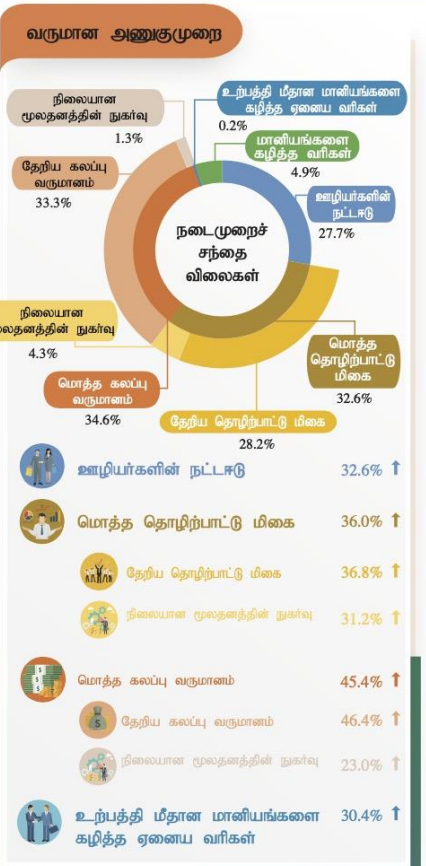 வருமான அணுகுமுறை
நிலையான
மூலதனத்தின் நுகர்வு
1.3%
உற்பத்தி மீதான மானியங்களை
கழித்த ஏனைய வரிகள்
0.2%
மானியங்களை
கழித்த வரிகள்
4.9%
தேறிய கலப்பு
வருமானம்
33.3%
ஊழியர்களின்
நட்டஈடு
27.7%
நடைமுறைச்
சந்தை
விலைகள்
நிலையான
லதனத்தின் நுகர்வு
4.3%
மொத்த
தொழிற்பாட்டு
மிகை
32.6%
மொத்த கலப்பு
வருமானம்
34.6%
தேறிய தொழிற்பாட்டு மிகை
28.2%
ஊழியர்களின் நட்டஈடு 32.6% ↑
மொத்த தொழிற்பாட்டு மிகை 36.0% ↑
தேறிய தொழிற்பாட்டு மிகை 36.8% ↑
நிலையான மூலதனத்தின் நுகர்வு 31.2% ↑
மொத்த கலப்பு வருமானம் 45.4% ↑
தேறிய கலப்பு வருமானம் 46.4% ↑
நிலையான மூலதனத்தின் நுகர்வு 23.0% ↑
உற்பத்தி மீதான மானியங்களை 30.4% ↑
கழித்த ஏனைய வரிகள்